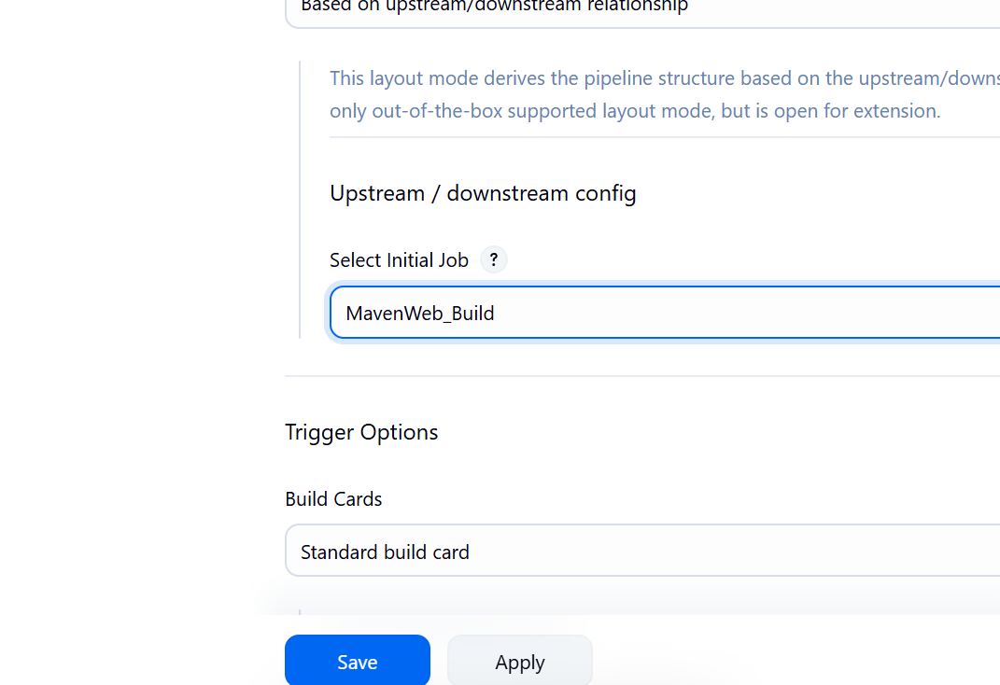 Based on upstream/downstream relationship
This layout mode derives the pipeline structure based on the upstream/downs
only out-of-the-box supported layout mode, but is open for extension.
Upstream / downstream config
Select Initial Job ?
MavenWeb_Build
Trigger Options
Build Cards
Standard build card
Save Apply